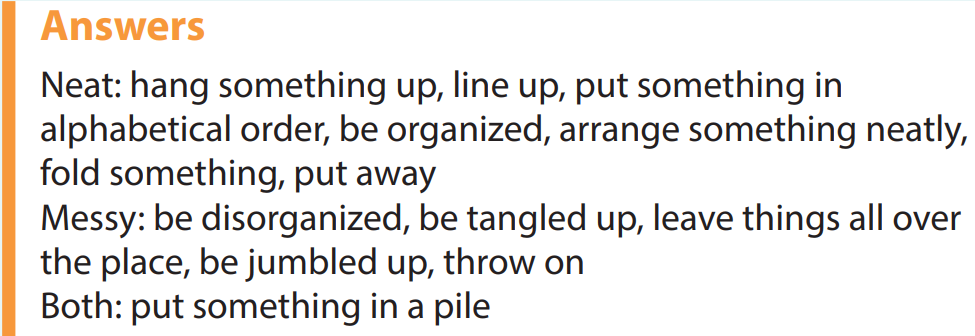 Answers
Neat: hang something up, line up, put something in
alphabetical order, be organized, arrange something neatly,
fold something, put away
Messy: be disorganized, be tangled up, leave things all over
the place, be jumbled up, throw on
Both: put something in a pile